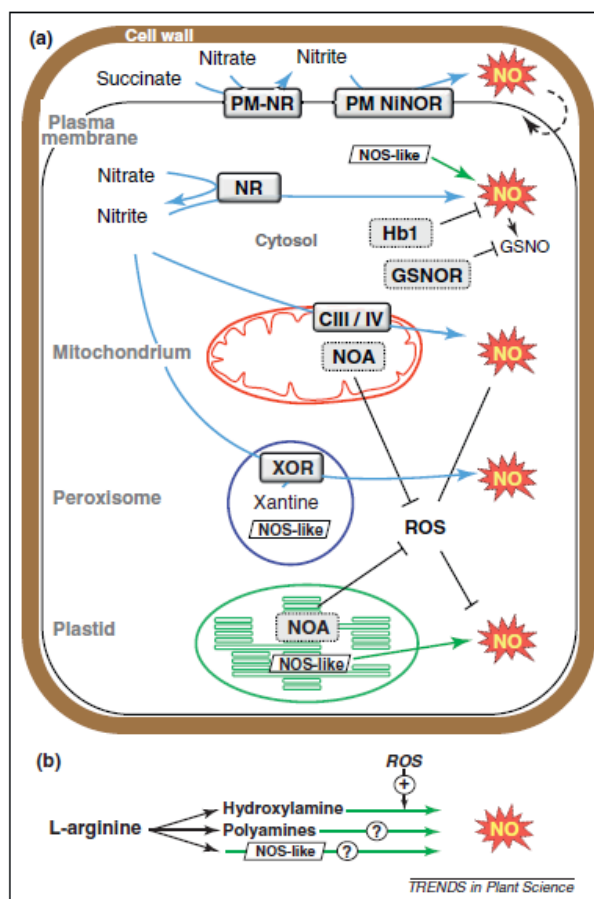 (a)
Cell wall
Nitrate
Nitrite
NO
Succinate
PM-NR
PM NiNOR
Plasma
membrane
NOS-like
Nitrate
NR
NO
Nitrite
Hb1
GSNO
Cytosol
GSNOR
CIII / IV
Mitochondrium
NOA
NO
XOR
NO
Peroxisome
Xantine
NOS-like
ROS
NOA
Plastid
NOS-like
NO
(b)
ROS
+
Hydroxylamine
L-arginine
Polyamines
?
NO
NOS-like
?
TRENDS in Plant Science